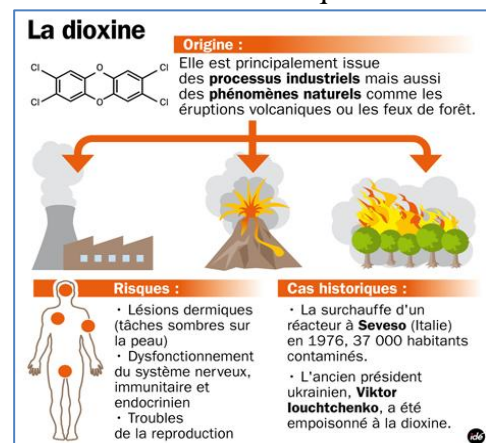 La dioxine
Origine :
Elle est principalement issue
des processus industriels mais aussi
des phénomènes naturels comme les
éruptions volcaniques ou les feux de forêt.
Cl
O
Cl
Cl
O
Cl
Risques :
· Lésions dermiques
(tâches sombres sur
la peau)
· Dysfonctionnement
du système nerveux,
immunitaire et
endocrinien
· Troubles
de la reproduction
Cas historiques :
· La surchauffe d'un
réacteur à Seveso (Italie)
en 1976, 37 000 habitants
contaminés.
· L'ancien président
ukrainien, Viktor
Iouchtchenko, a été
empoisonné à la dioxine.
idé